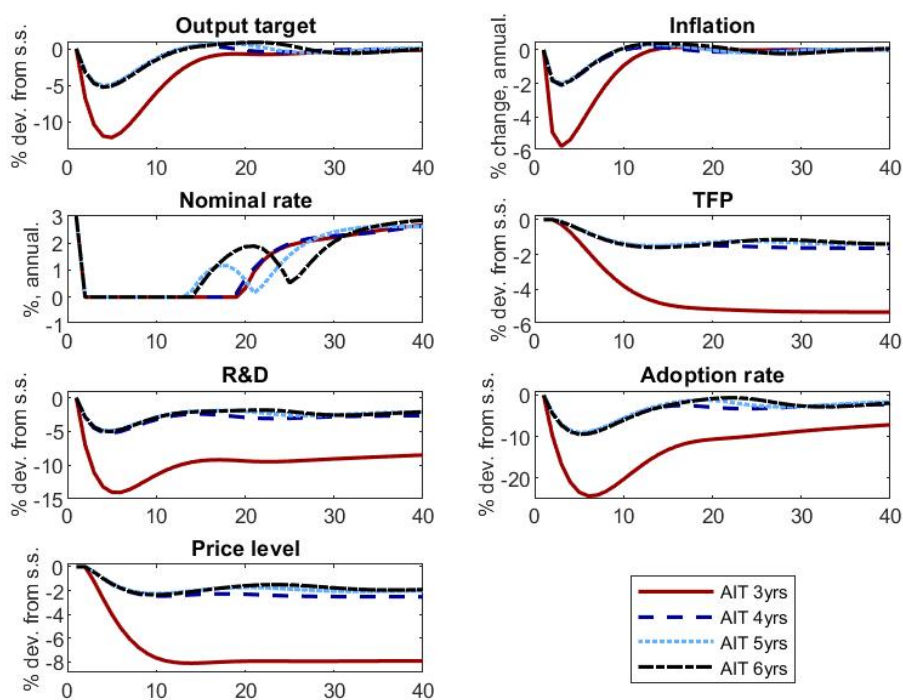 Output target
% dev. from s.s.
0
-5
-10
0 10 20 30 40
Inflation
% change, annual.
0
-2
-4
-6
0 10 20 30 40
Nominal rate
%, annual.
3
2
1
0
-1
0 10 20 30 40
TFP
% dev. from s.s.
0
-2
-4
-6
0 10 20 30 40
R&D
% dev. from s.s.
0
-5
-10
-15
0 10 20 30 40
Adoption rate
% dev. from s.s.
0
-10
-20
0 10 20 30 40
Price level
% dev. from s.s.
0
-2
-4
-6
-8
0 10 20 30 40
AIT 3yrs
AIT 4yrs
AIT 5yrs
AIT 6yrs